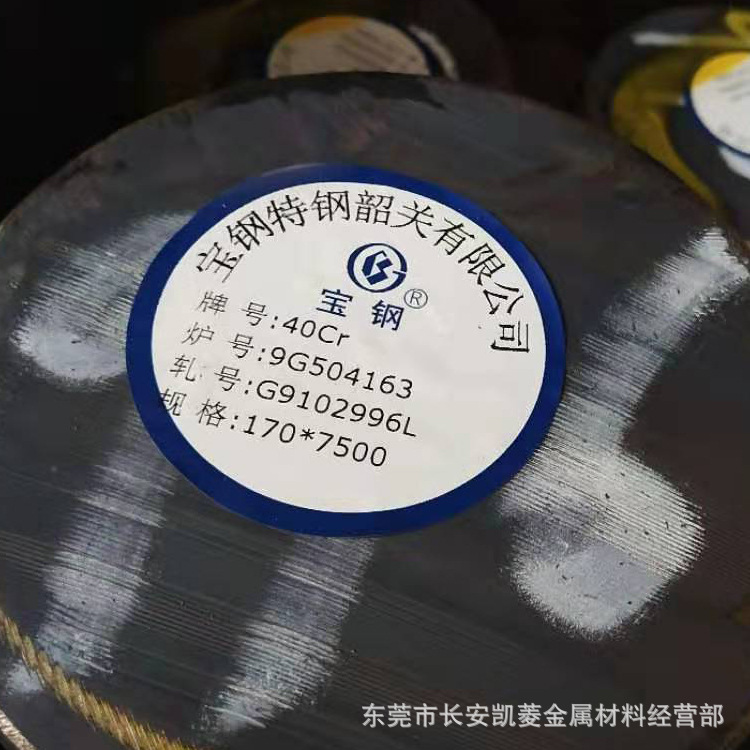 宝钢特钢韶关有限公司
宝钢®
牌号:40Cr
炉号:9G504163
轧号:G9102996L
规格:170*7500
东莞市长安凯菱金属材料经营部